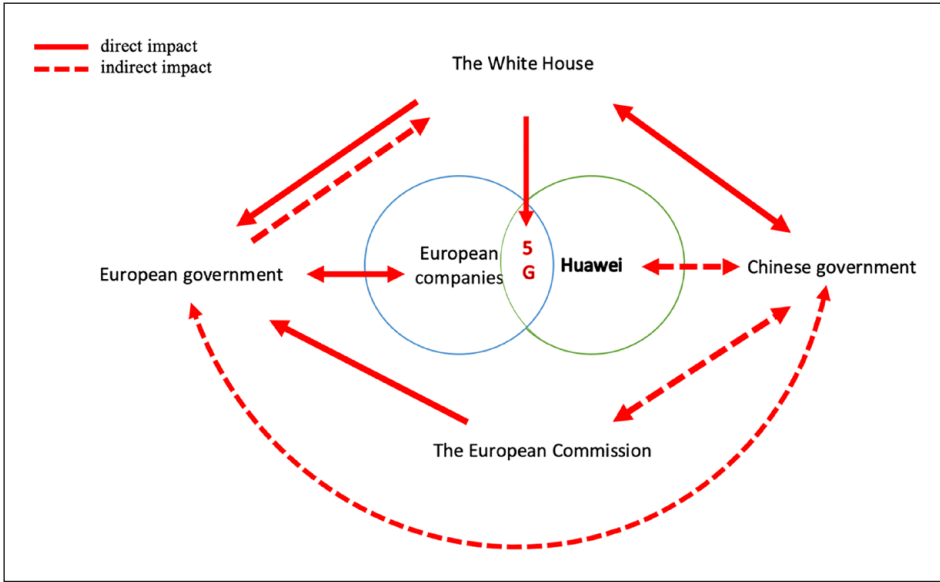 direct impact
indirect impact
The White House
European government
European
companies
5
G
Huawei
Chinese government
The European Commission